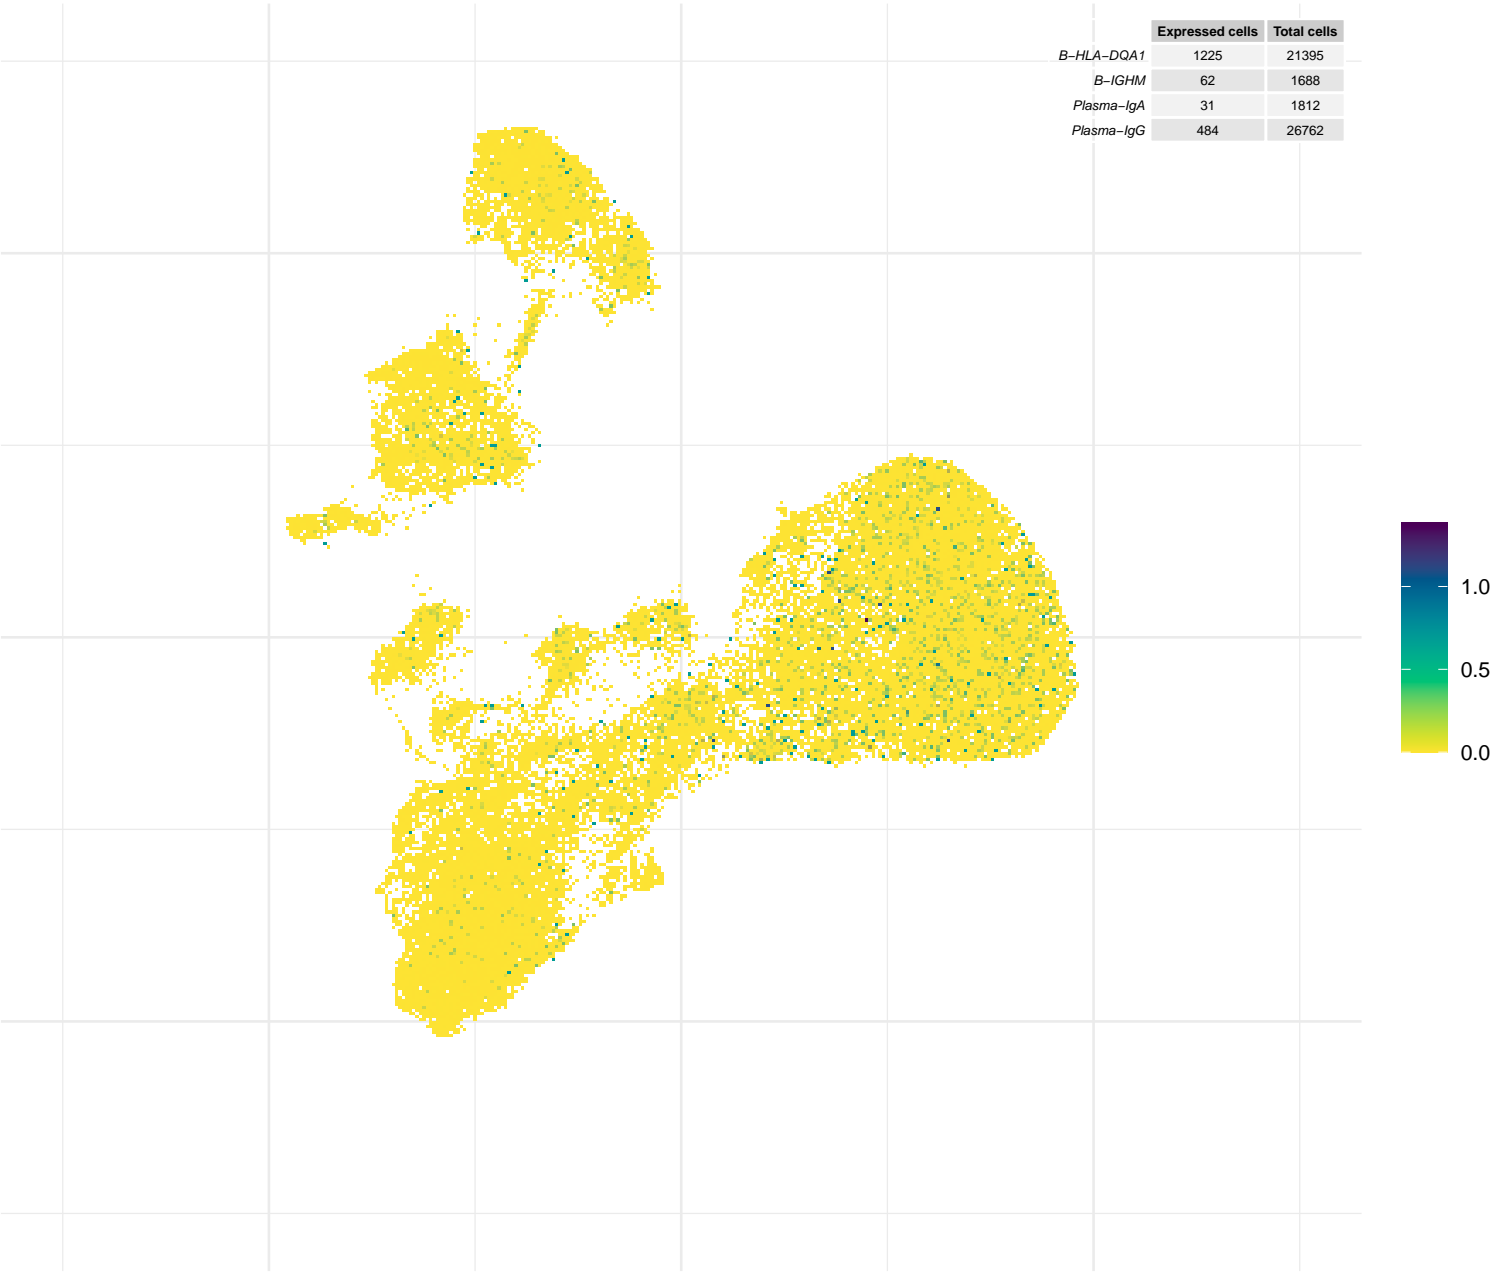 Expressed cells Total cells
B−HLA−DQA1 1225 21395
B−IGHM 62 1688
Plasma−IgA 31 1812
Plasma−IgG 484 26762
1.0
0.5
0.0